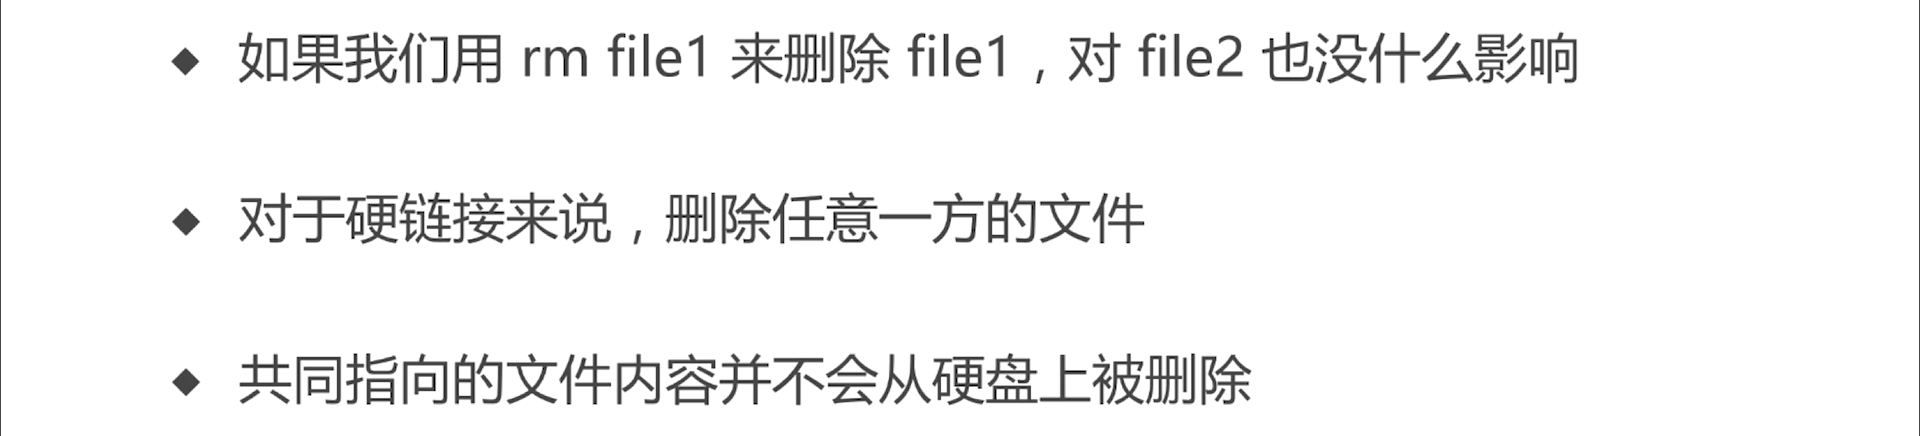 ◆ 如果我们用 rm file1 来删除 file1，对 file2 也没什么影响
◆ 对于硬链接来说，删除任意一方的文件
◆ 共同指向的文件内容并不会从硬盘上被删除